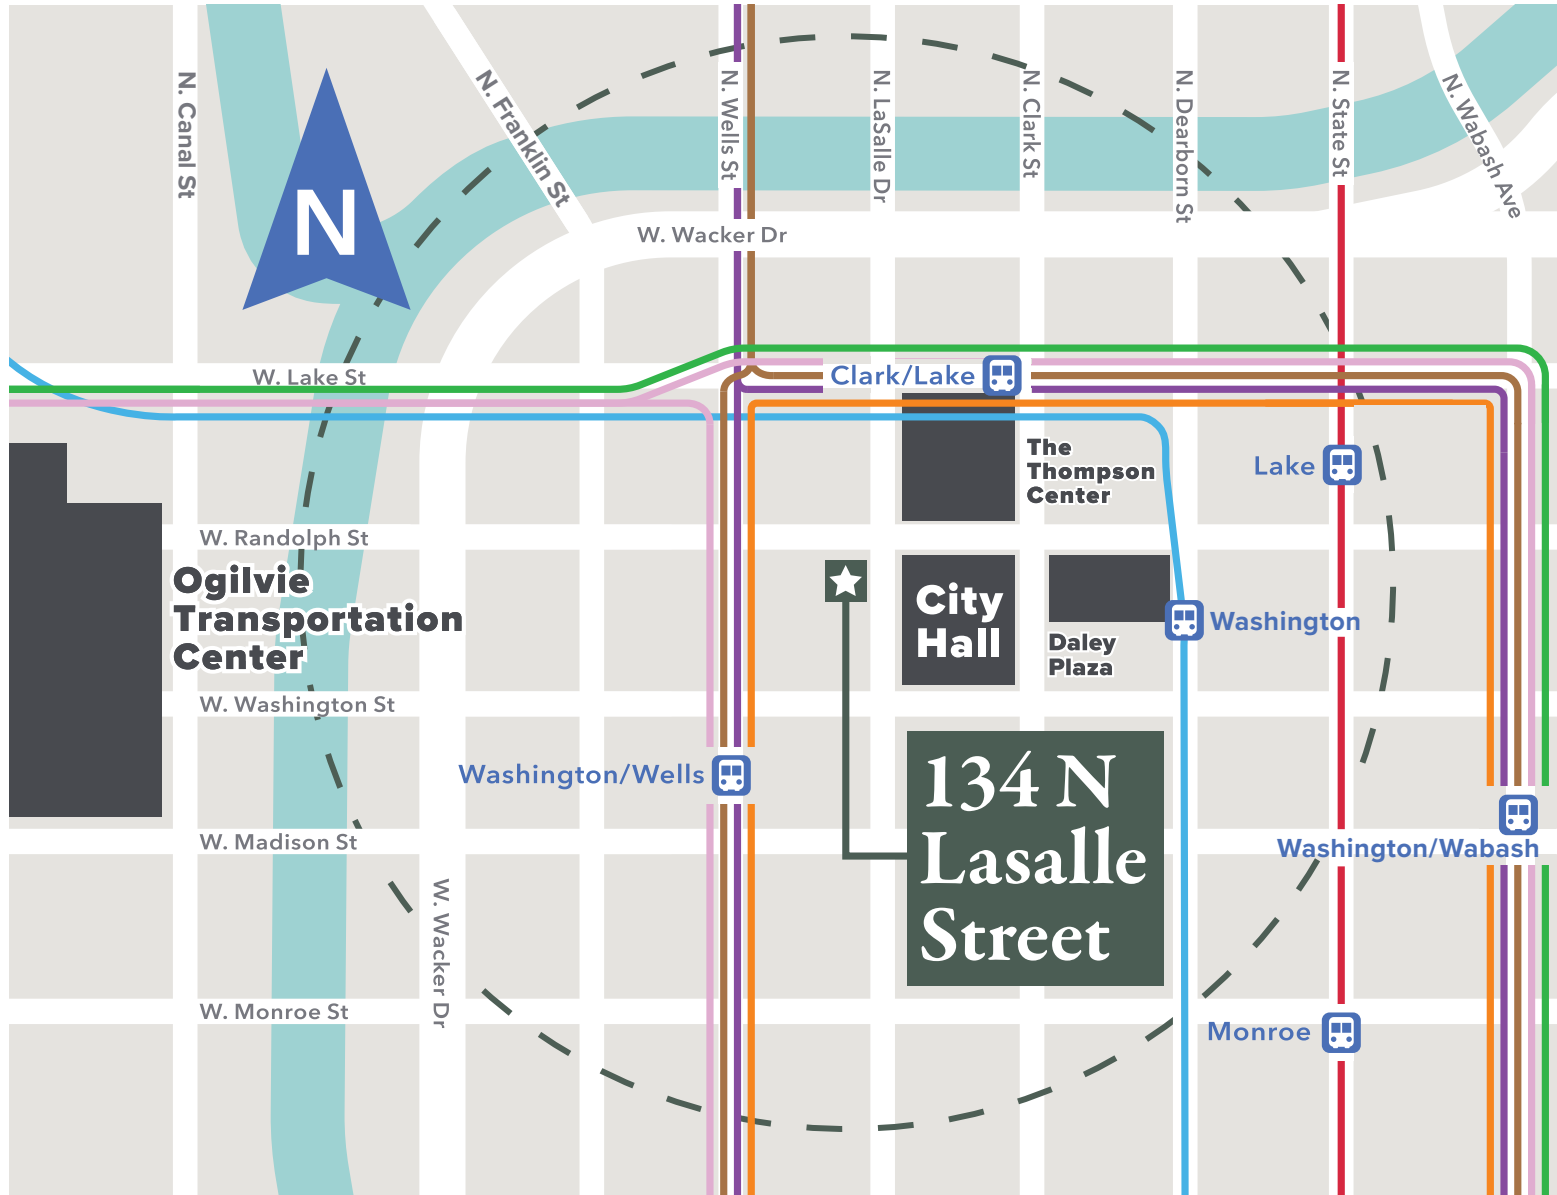 N. Canal St
N. Franklin St
N. Wells St
N. LaSalle Dr
N. Clark St
N. Dearborn St
N. State St
N. Wabash Ave
N
W. Wacker Dr
W. Lake St
Clark/Lake
The
Thompson
Center
Lake
W. Randolph St
Ogilvie
Transportation
Center
City
Hall
Daley
Plaza
Washington
W. Washington St
Washington/Wells
134 N
Lasalle
Street
W. Madison St
Washington/Wabash
W. Wacker Dr
W. Monroe St
Monroe